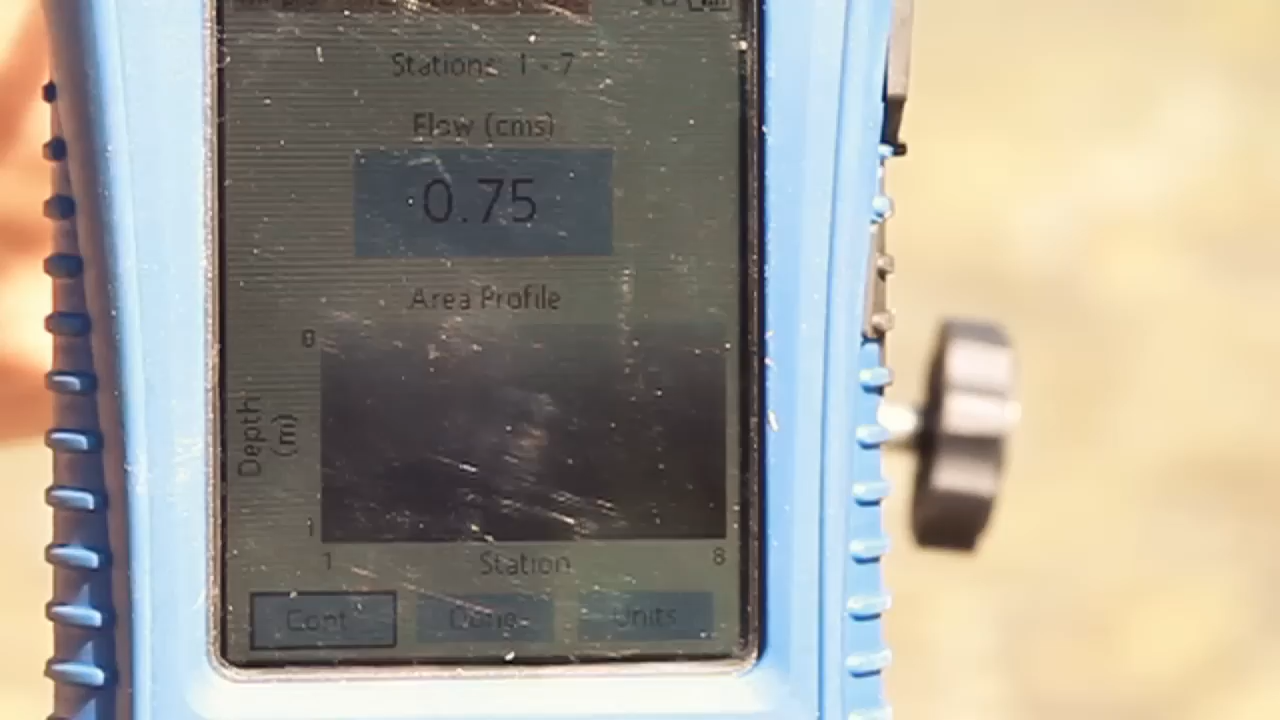 Stations: 1 - 7
Flow (cms)
0.75
Area Profile
0
Depth
(m)
1
1 Station 8
Cont Done Units